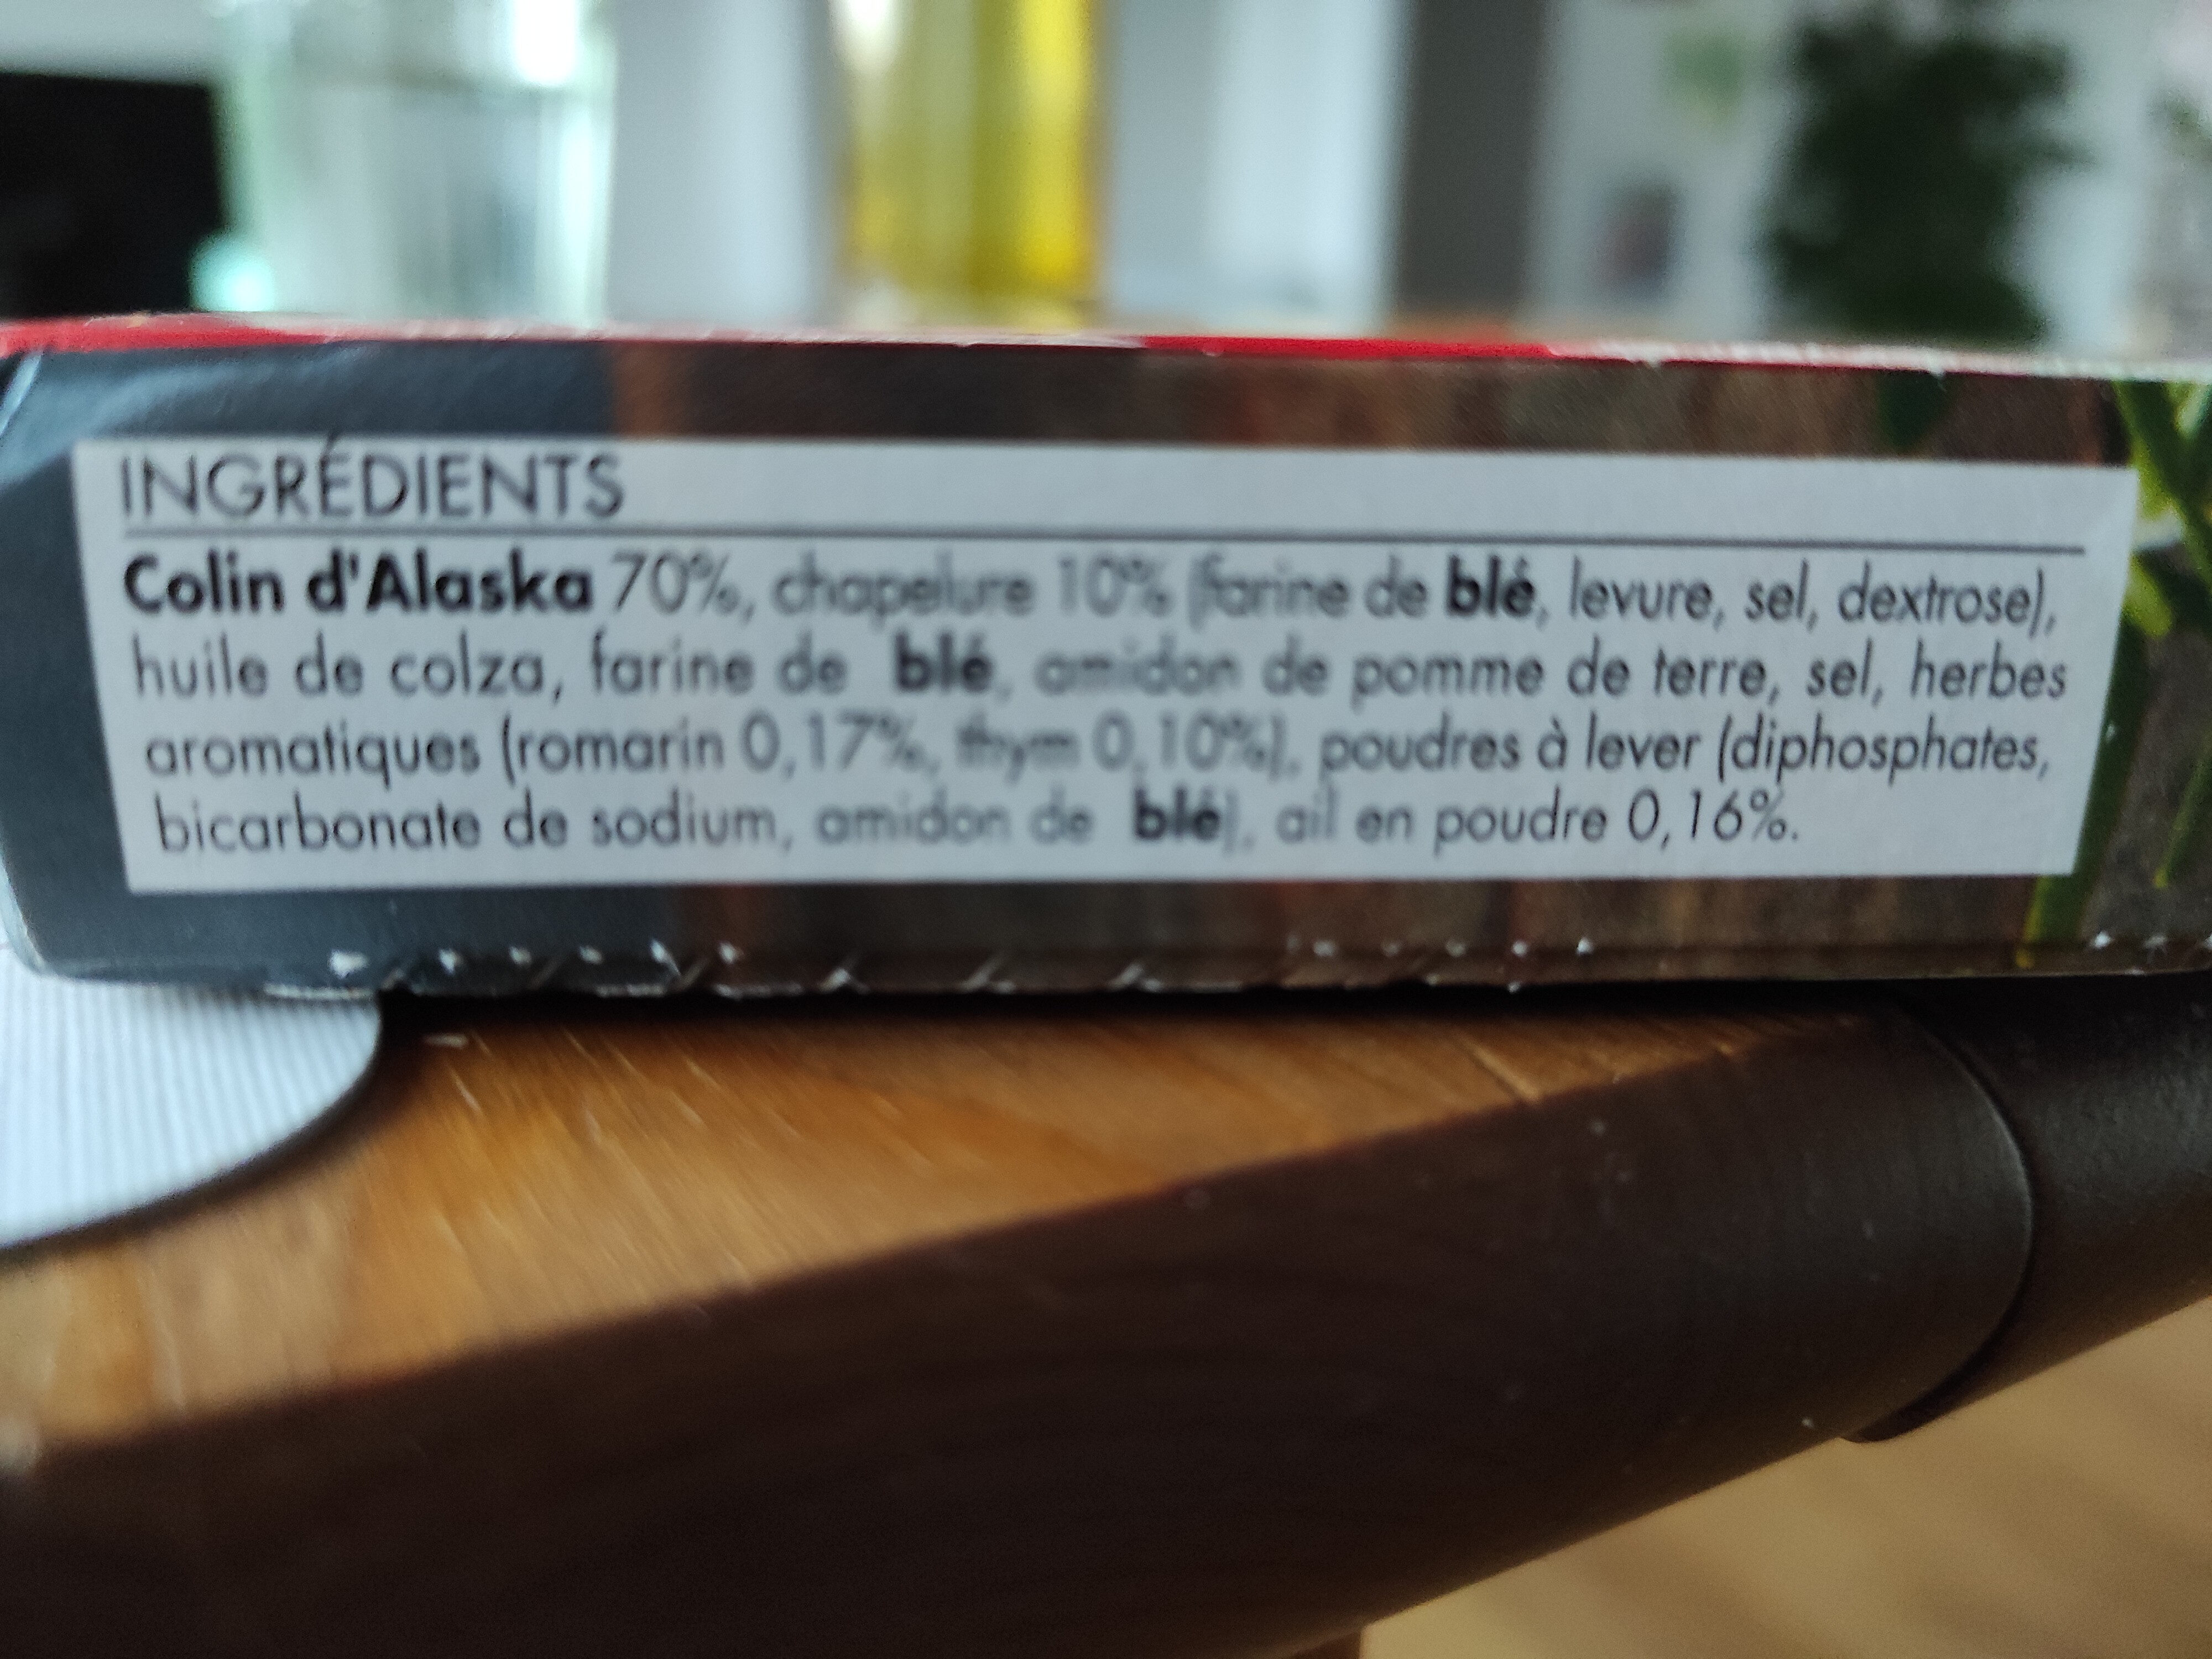 INGRÉDIENTS
Colin d'Alaska 70%, chapelure 10% (farine de blé, levure, sel, dextrose),
huile de colza, farine de blé, amidon de pomme de terre, sel, herbes
aromatiques (romarin 0,17%, thym 0,10%), poudres à lever (diphosphates,
bicarbonate de sodium, amidon de blé), ail en poudre 0,16%.